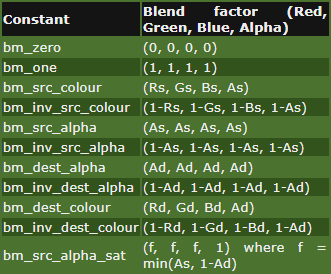 Constant Blend factor (Red, Green, Blue, Alpha)
bm_zero (0, 0, 0, 0)
bm_one (1, 1, 1, 1)
bm_src_colour (Rs, Gs, Bs, As)
bm_inv_src_colour (1-Rs, 1-Gs, 1-Bs, 1-As)
bm_src_alpha (As, As, As, As)
bm_inv_src_alpha (1-As, 1-As, 1-As, 1-As)
bm_dest_alpha (Ad, Ad, Ad, Ad)
bm_inv_dest_alpha (1-Ad, 1-Ad, 1-Ad, 1-Ad)
bm_dest_colour (Rd, Gd, Bd, Ad)
bm_inv_dest_colour (1-Rd, 1-Gd, 1-Bd, 1-Ad)
bm_src_alpha_sat (f, f, f, 1) where f = min(As, 1-Ad)